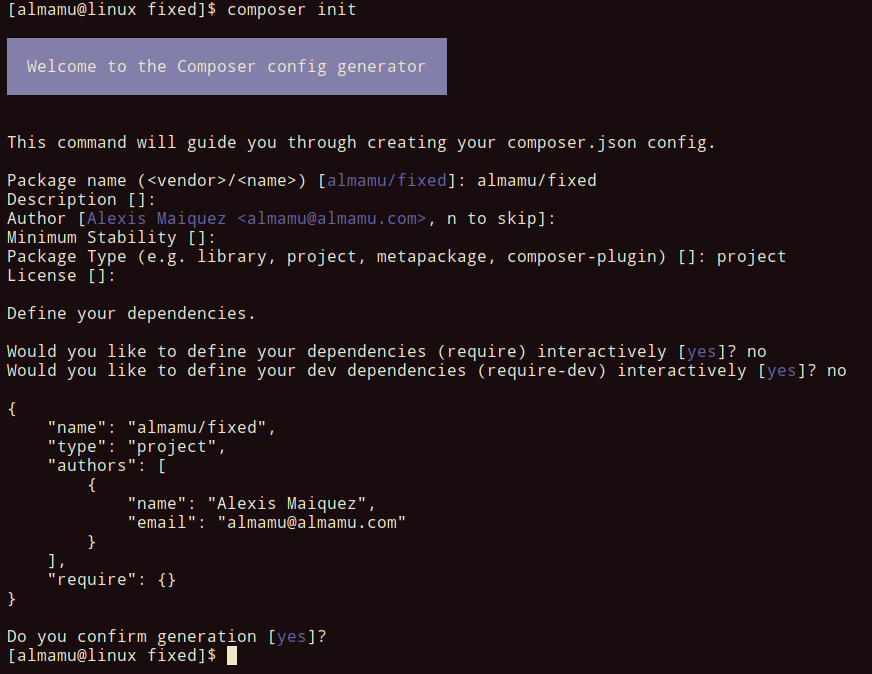 [almamu@linux fixed]$ composer init
Welcome to the Composer config generator
This command will guide you through creating your composer.json config.
Package name (<vendor>/<name>) [almamu/fixed]: almamu/fixed
Description []:
Author [Alexis Maiquez <almamu@almamu.com>, n to skip]:
Minimum Stability []:
Package Type (e.g. library, project, metapackage, composer-plugin) []: project
License []:
Define your dependencies.
Would you like to define your dependencies (require) interactively [yes]? no
Would you like to define your dev dependencies (require-dev) interactively [yes]? no
{
    "name": "almamu/fixed",
    "type": "project",
    "authors": [
        {
            "name": "Alexis Maiquez",
            "email": "almamu@almamu.com"
        }
    ],
    "require": {}
}
Do you confirm generation [yes]?
[almamu@linux fixed]$